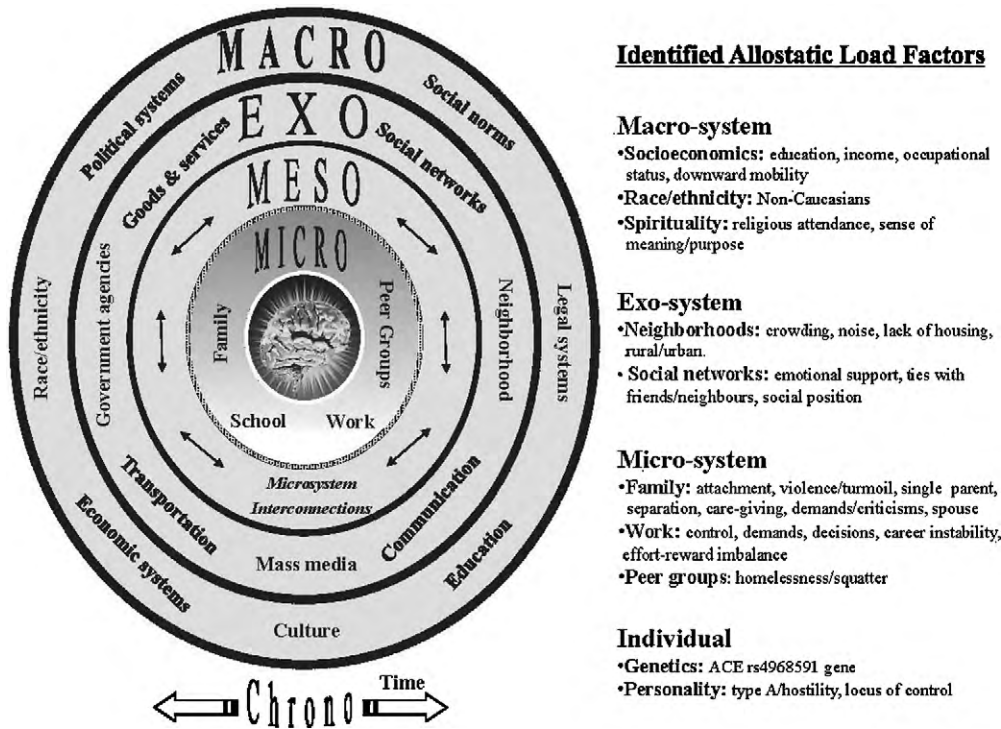 MACRO
Political systems
Social norms
EXO
Goods & services
Social networks
MESO
MICRO
Race/ethnicity
Government agencies
Family
Peer Groups
Neighborhood
Legal systems
School
Work
Microsystem
Interconnections
Transportation
Communication
Mass media
Economic systems
Education
Culture
Chrono
Time
Identified Allostatic Load Factors
Macro-system
•Socioeconomics: education, income, occupational
status, downward mobility
•Race/ethnicity: Non-Caucasians
•Spirituality: religious attendance, sense of
meaning/purpose
Exo-system
•Neighborhoods: crowding, noise, lack of housing,
rural/urban.
• Social networks: emotional support, ties with
friends/neighbours, social position
Micro-system
•Family: attachment, violence/turmoil, single parent,
separation, care-giving, demands/criticisms, spouse
•Work: control, demands, decisions, career instability,
effort-reward imbalance
•Peer groups: homelessness/squatter
Individual
•Genetics: ACE rs4968591 gene
•Personality: type A/hostility, locus of control